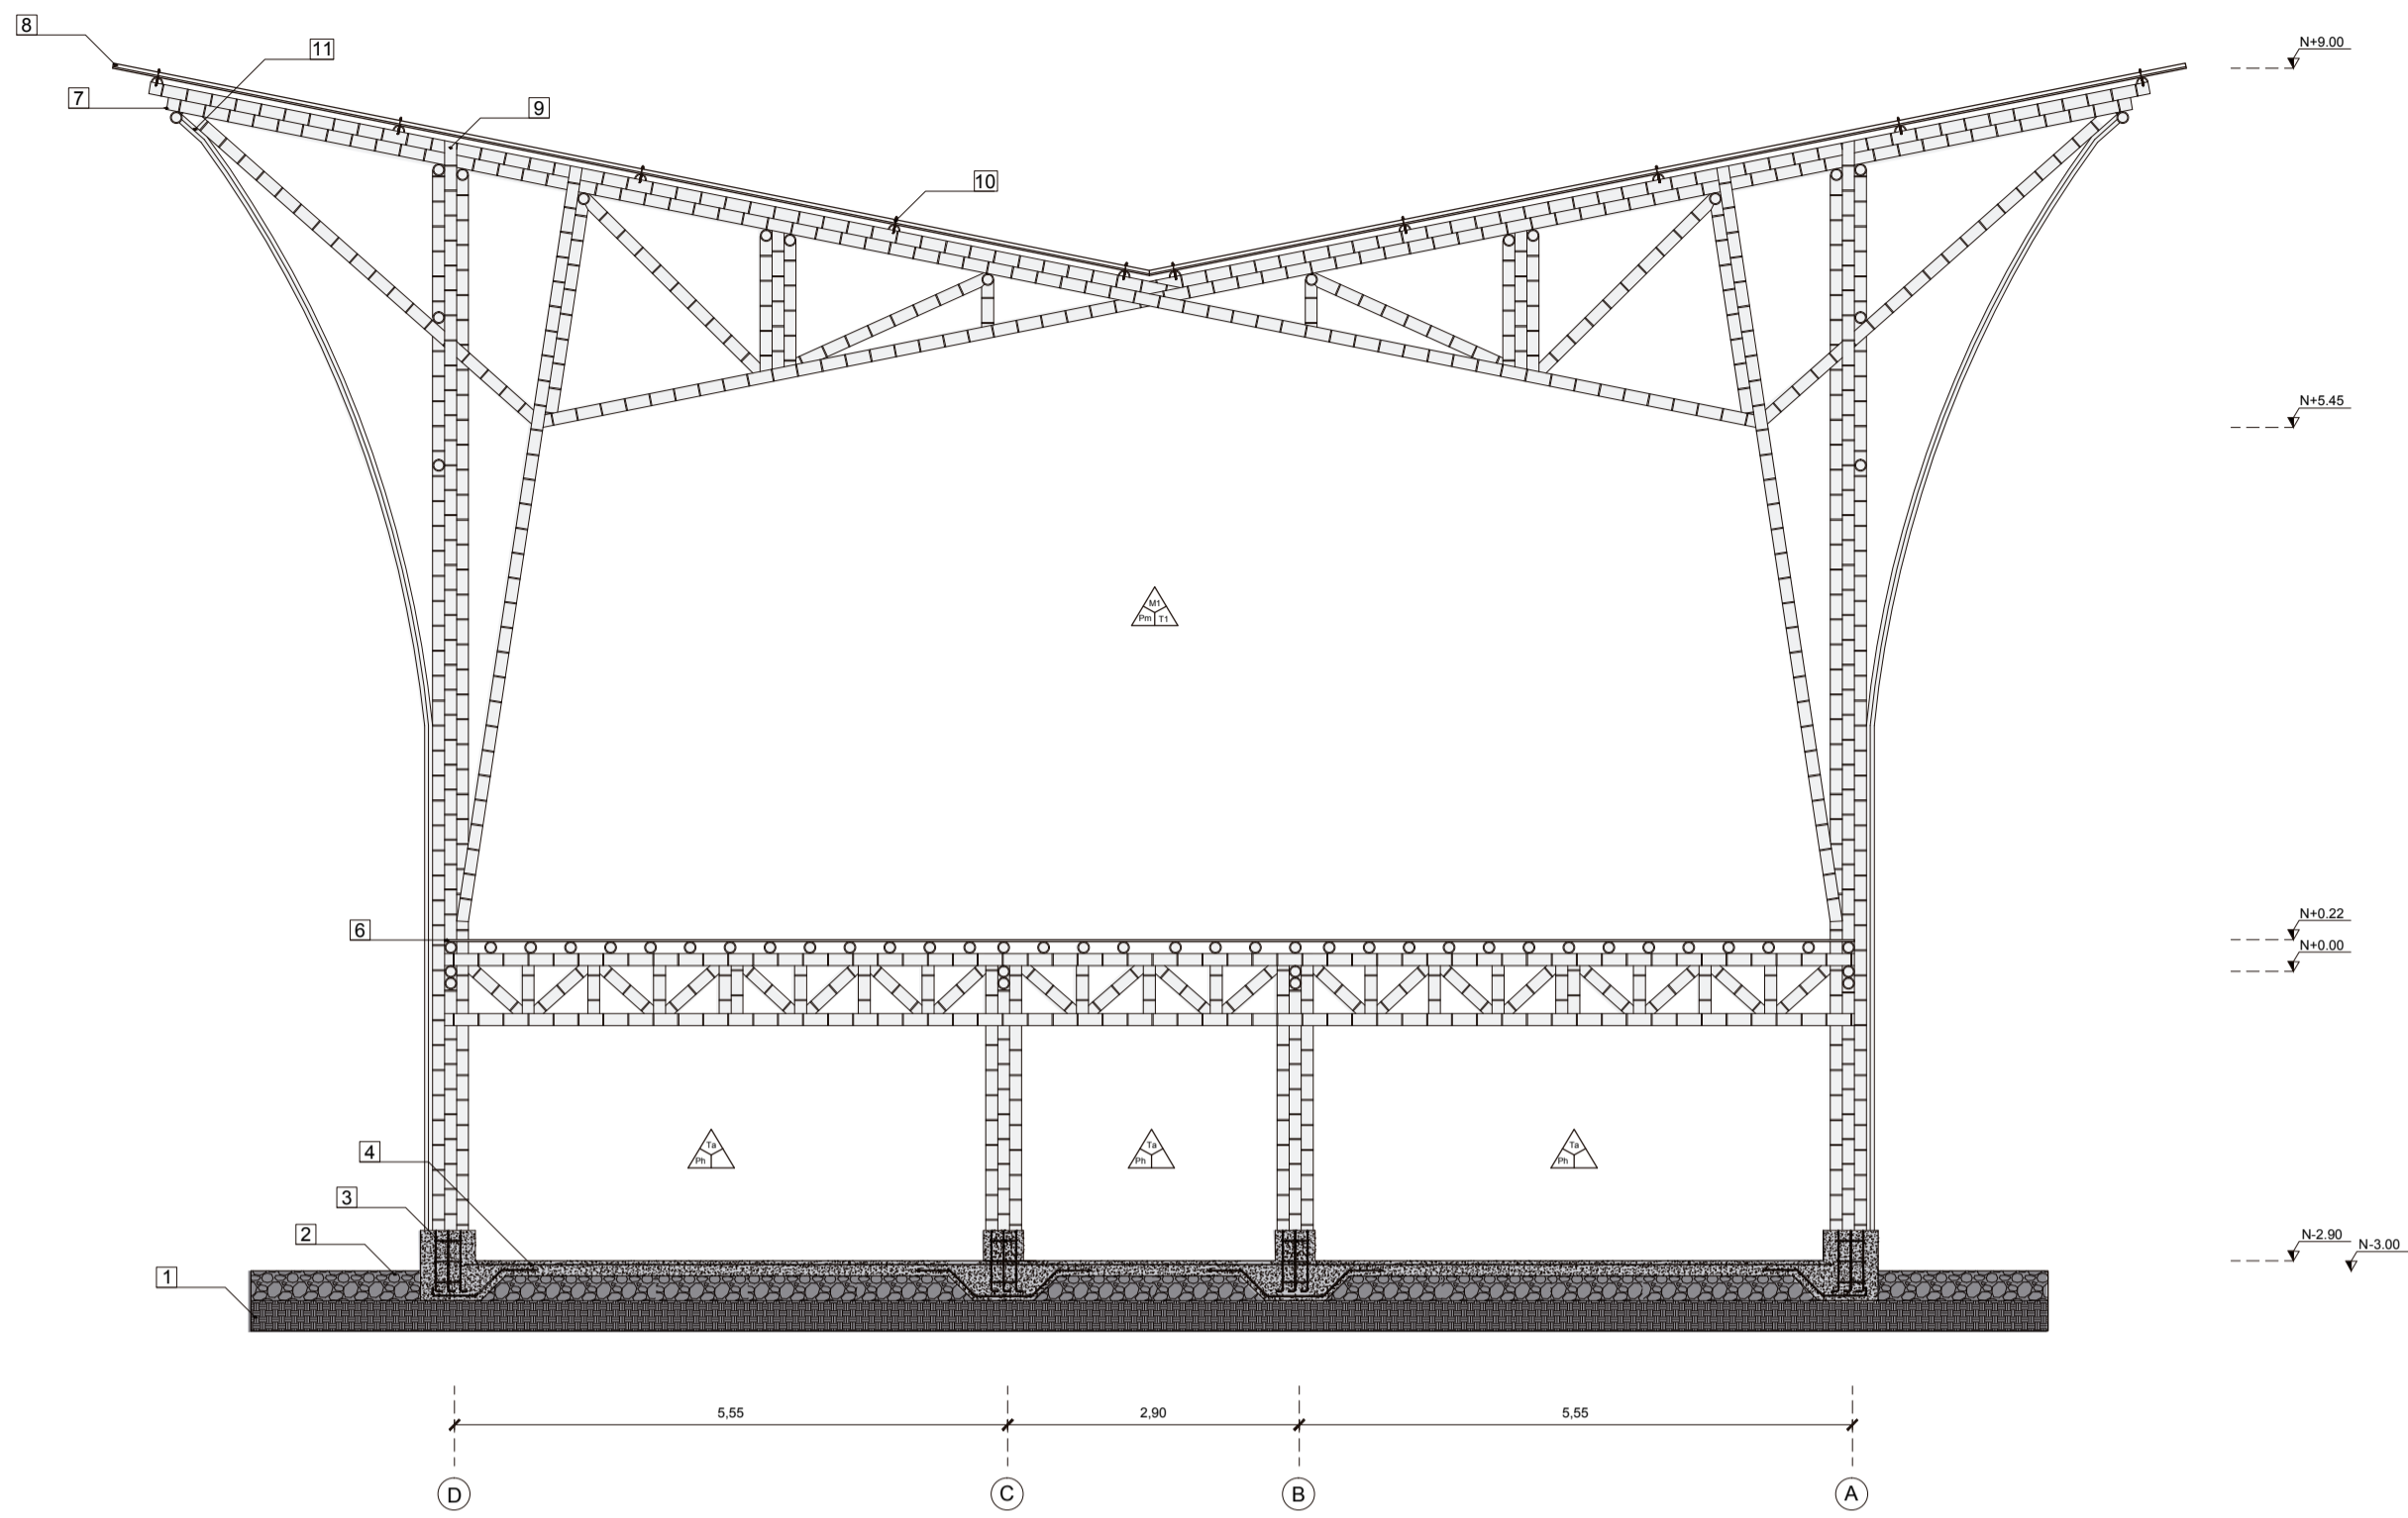 8
N+9.00
11
7
9
10
N+5.45
M1
Pm T1
6
N+0.22
N+0.00
4
Ta
Ph
Ta
Ph
Ta
Ph
3
2
N-2.90
N-3.00
1
5,55
2,90
5,55
D
C
B
A